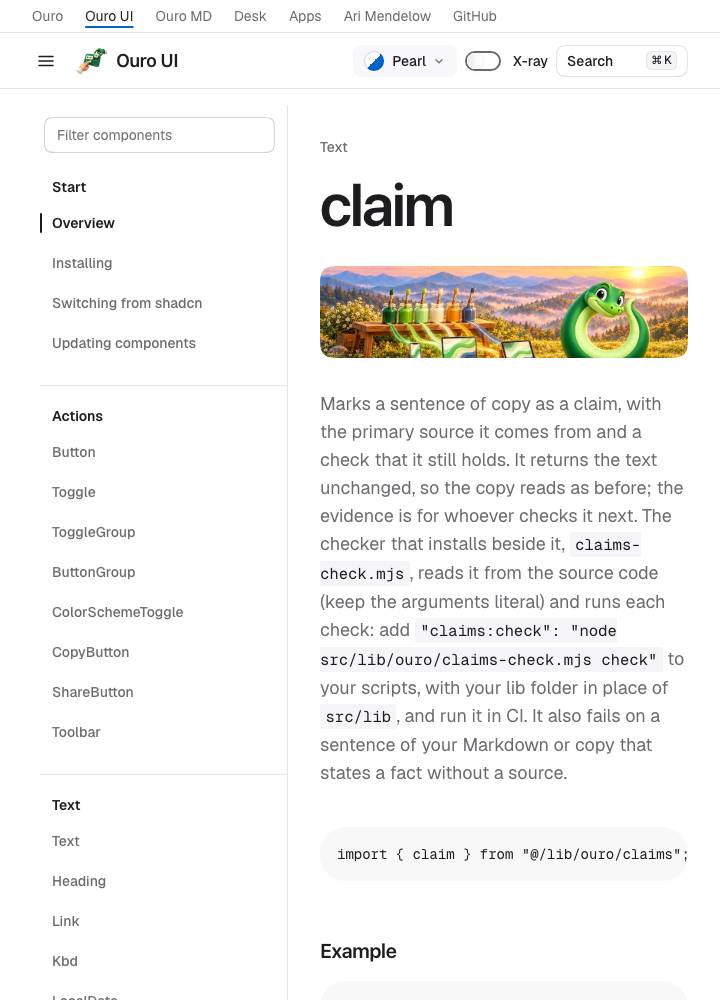 Ouro
Ouro UI
Ouro MD
Desk
Apps
Ari Mendelow
GitHub
Ouro UI
Pearl
X-ray
Search
⌘ K
Filter components
Start
Overview
Installing
Switching from shadcn
Updating components
Actions
Button
Toggle
ToggleGroup
ButtonGroup
ColorSchemeToggle
CopyButton
ShareButton
Toolbar
Text
Text
Heading
Link
Kbd
Text
claim
Marks a sentence of copy as a claim, with
the primary source it comes from and a
check that it still holds. It returns the text
unchanged, so the copy reads as before; the
evidence is for whoever checks it next. The
checker that installs beside it, claims-
check.mjs, reads it from the source code
(keep the arguments literal) and runs each
check: add "claims:check": "node
src/lib/ouro/claims-check.mjs check" to
your scripts, with your lib folder in place of
src/lib, and run it in CI. It also fails on a
sentence of your Markdown or copy that
states a fact without a source.
import { claim } from "@/lib/ouro/claims";
Example